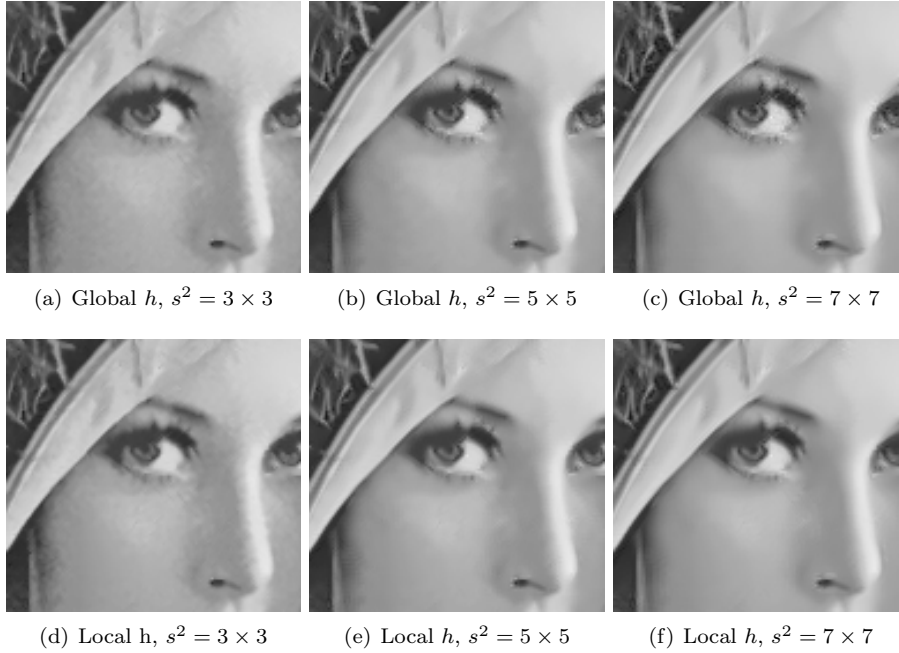 (a) Global h, s² = 3 × 3
(b) Global h, s² = 5 × 5
(c) Global h, s² = 7 × 7
(d) Local h, s² = 3 × 3
(e) Local h, s² = 5 × 5
(f) Local h, s² = 7 × 7